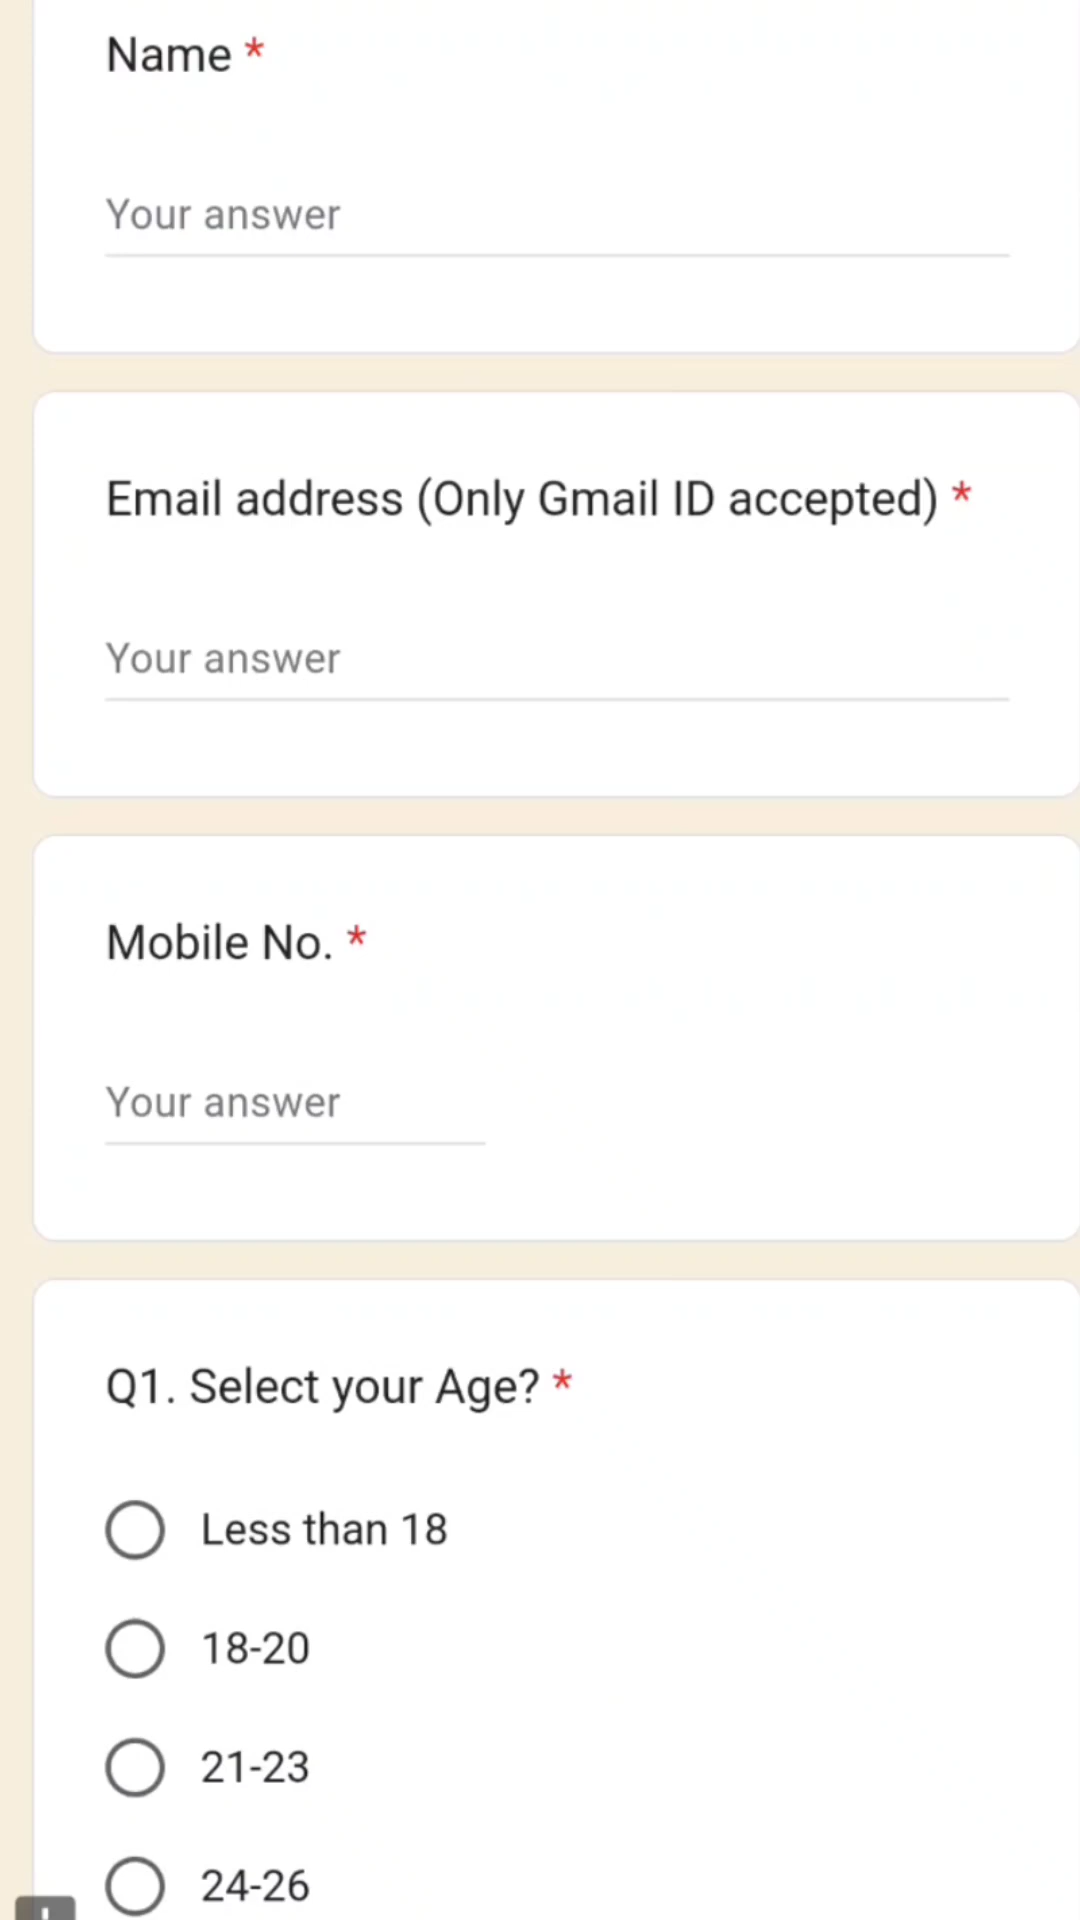 Name *
Your answer
Email address (Only Gmail ID accepted) *
Your answer
Mobile No. *
Your answer
Q1. Select your Age? *
Less than 18
18-20
21-23
24-26